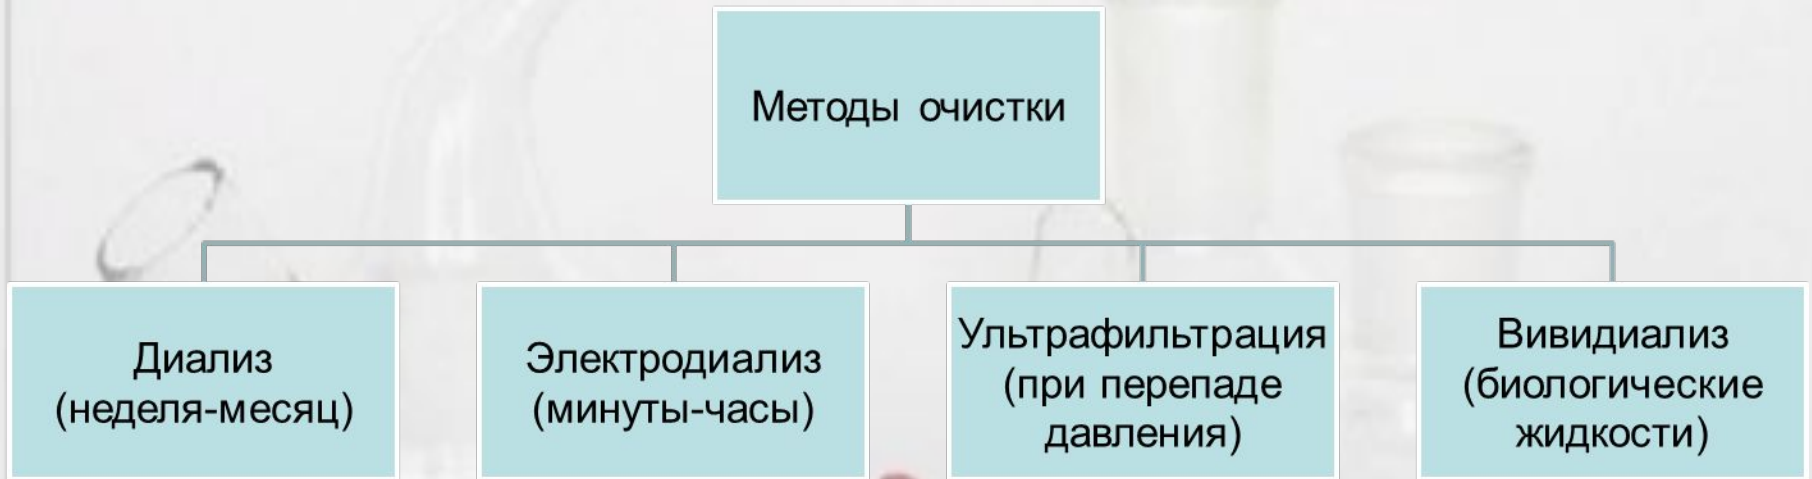 Методы очистки
Диализ
(неделя-месяц)
Электродиализ
(минуты-часы)
Ультрафильтрация
(при перепаде
давления)
Вивидиализ
(биологические
жидкости)